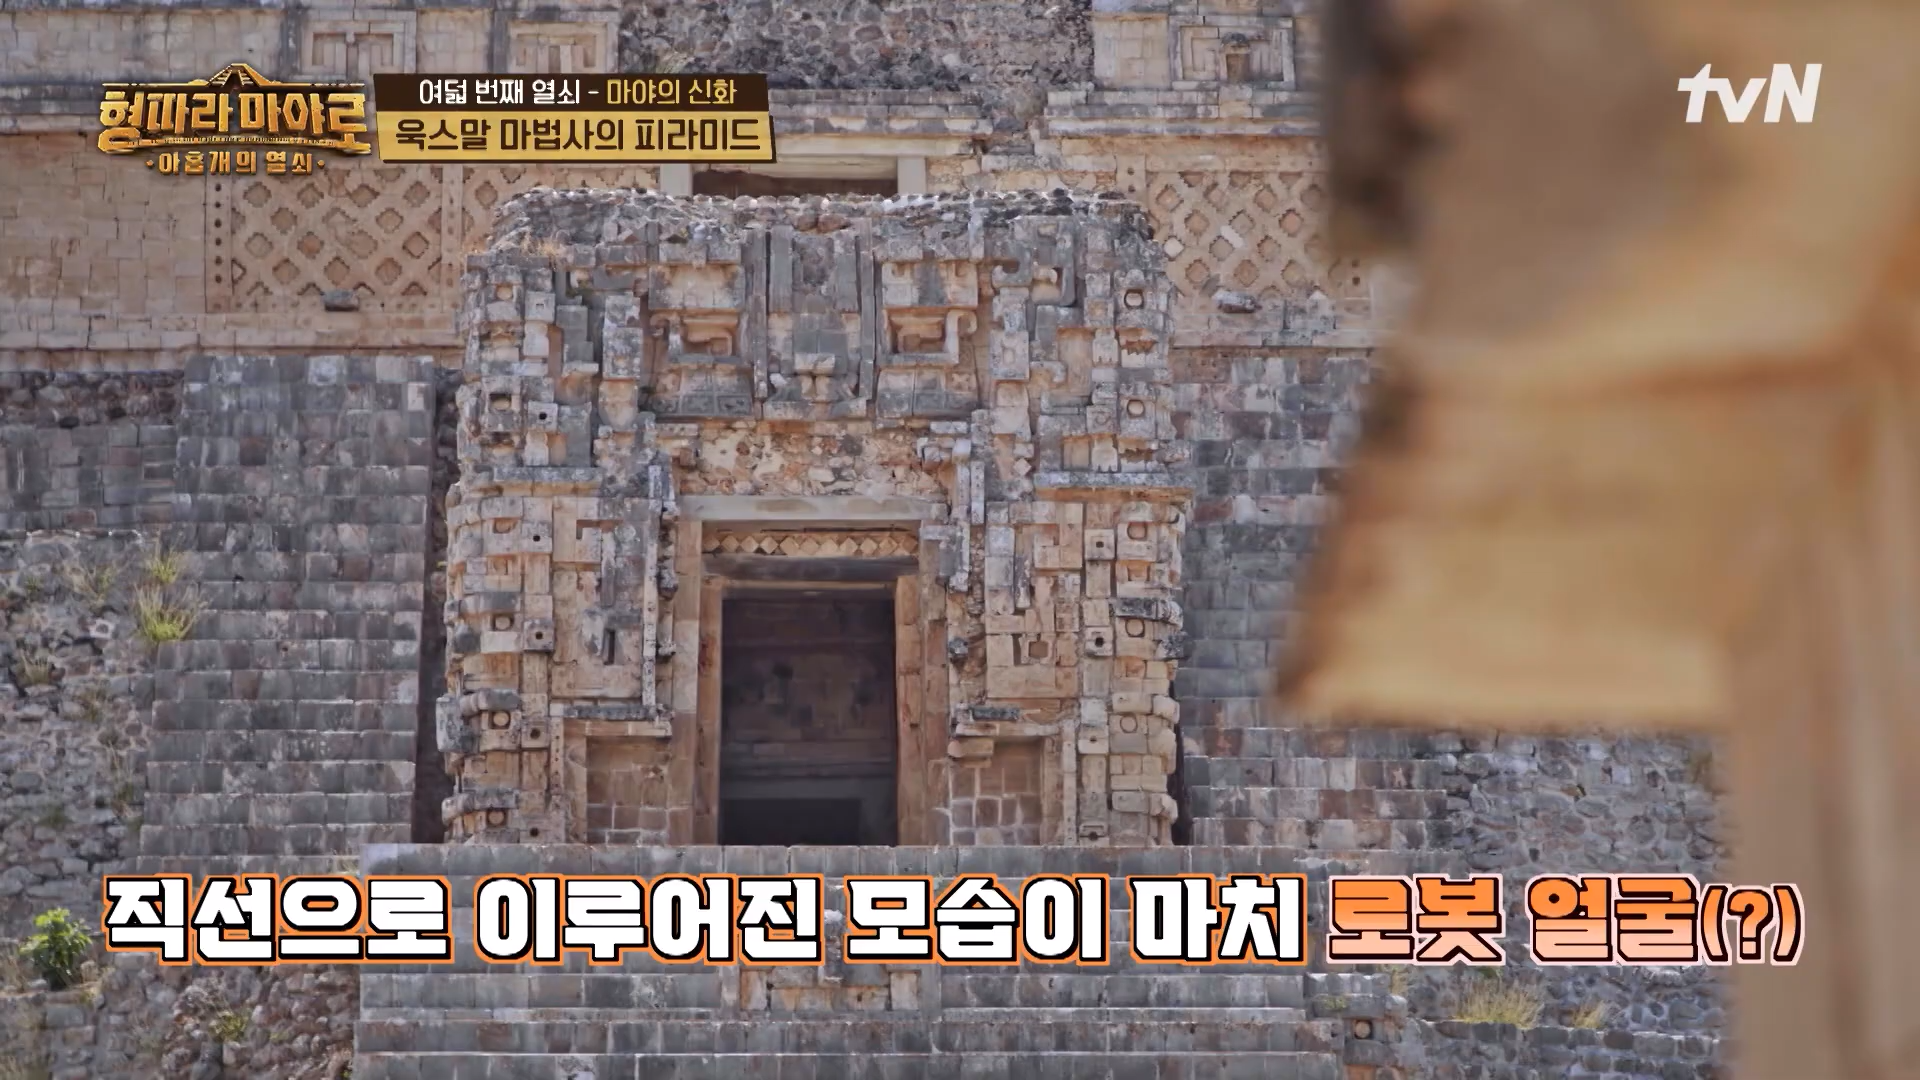 형따라 마야로
·아홉 개의 열쇠·
여덟 번째 열쇠 - 마야의 신화
욱스말 마법사의 피라미드
tvN
직선으로 이루어진 모습이 마치 로봇 얼굴(?)